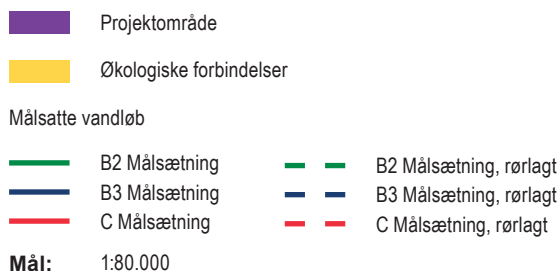 Projektområde
Økologiske forbindelser
Målsatte vandløb
B2 Målsætning
B2 Målsætning, rørlagt
B3 Målsætning
B3 Målsætning, rørlagt
C Målsætning
C Målsætning, rørlagt
Mål: 1:80.000